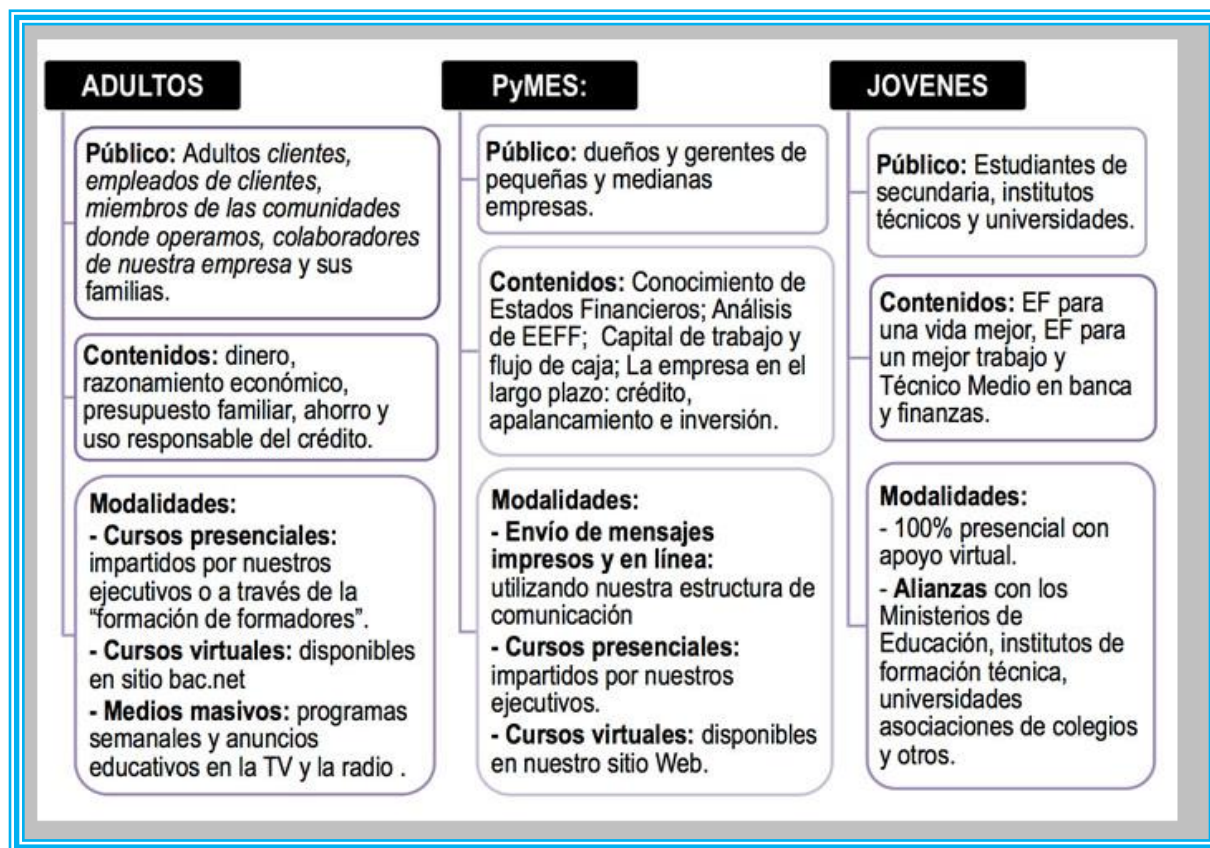 ADULTOS
Público: Adultos clientes,
empleados de clientes,
miembros de las comunidades
donde operamos, colaboradores
de nuestra empresa y sus
familias.
Contenidos: dinero,
razonamiento económico,
presupuesto familiar, ahorro y
uso responsable del crédito.
Modalidades:
- Cursos presenciales:
impartidos por nuestros
ejecutivos o a través de la
“formación de formadores”.
- Cursos virtuales: disponibles
en sitio bac.net
- Medios masivos: programas
semanales y anuncios
educativos en la TV y la radio .
PyMES:
Público: dueños y gerentes de
pequeñas y medianas
empresas.
Contenidos: Conocimiento de
Estados Financieros; Análisis
de EEFF; Capital de trabajo y
flujo de caja; La empresa en el
largo plazo: crédito,
apalancamiento e inversión.
Modalidades:
- Envío de mensajes
impresos y en línea:
utilizando nuestra estructura de
comunicación
- Cursos presenciales:
impartidos por nuestros
ejecutivos.
- Cursos virtuales: disponibles
en nuestro sitio Web.
JOVENES
Público: Estudiantes de
secundaria, institutos
técnicos y universidades.
Contenidos: EF para
una vida mejor, EF para
un mejor trabajo y
Técnico Medio en banca
y finanzas.
Modalidades:
- 100% presencial con
apoyo virtual.
- Alianzas con los
Ministerios de
Educación, institutos de
formación técnica,
universidades
asociaciones de colegios
y otros.